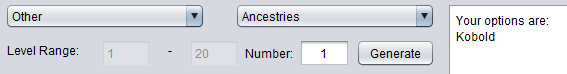 Other Ancestries
Level Range: 1 - 20 Number: 1 Generate
Your options are:
Kobold